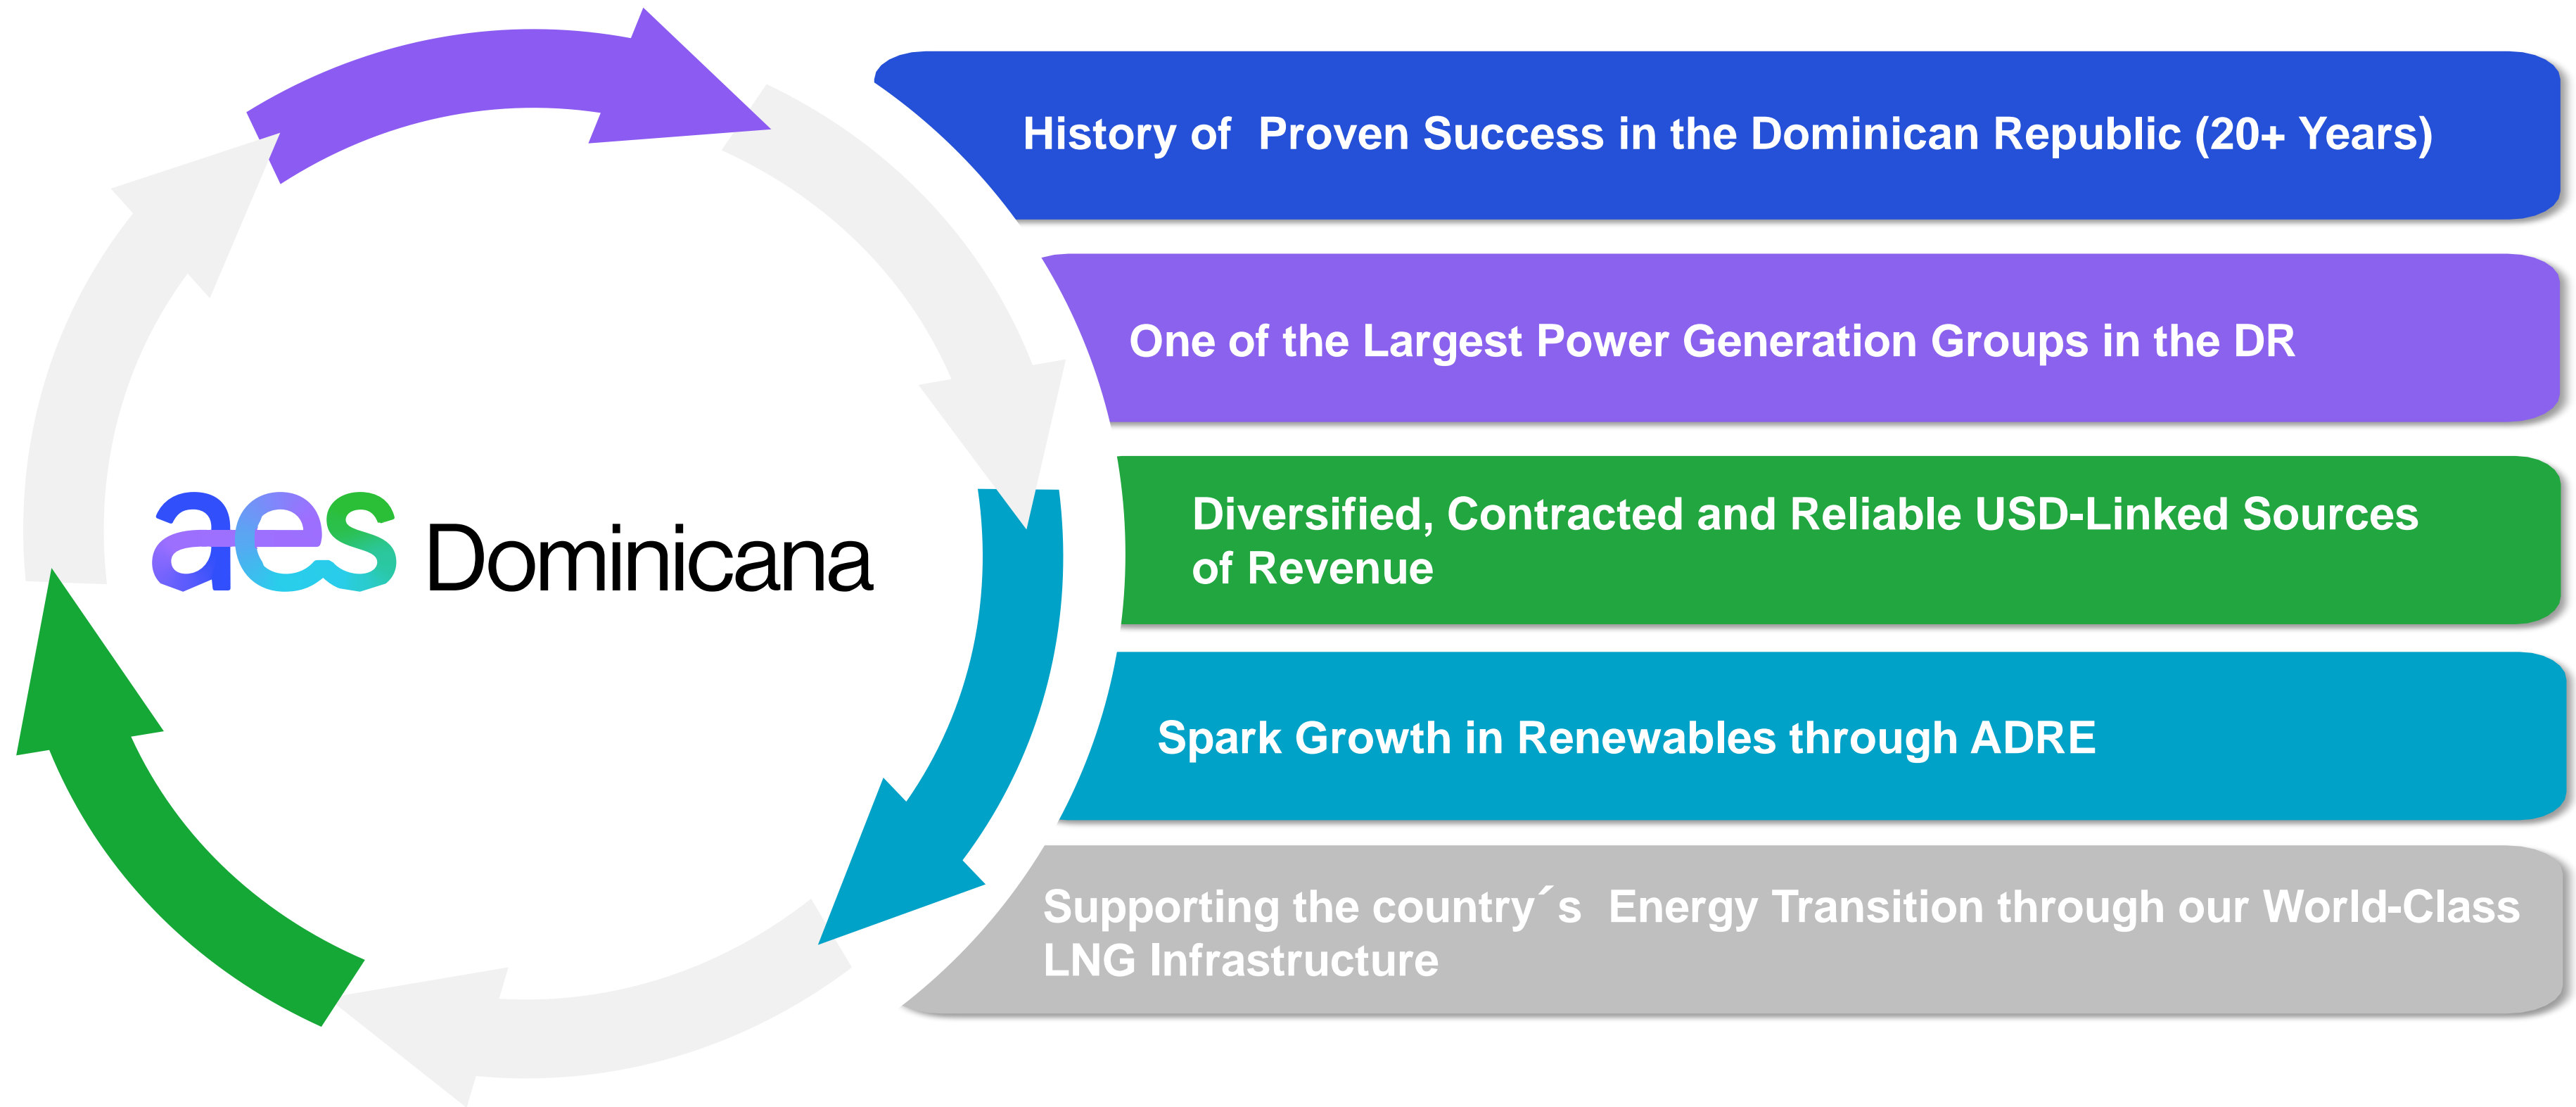 aes Dominicana
History of  Proven Success in the Dominican Republic (20+ Years)
One of the Largest Power Generation Groups in the DR
Diversified, Contracted and Reliable USD-Linked Sources
of Revenue
Spark Growth in Renewables through ADRE
Supporting the country´s  Energy Transition through our World-Class
LNG Infrastructure